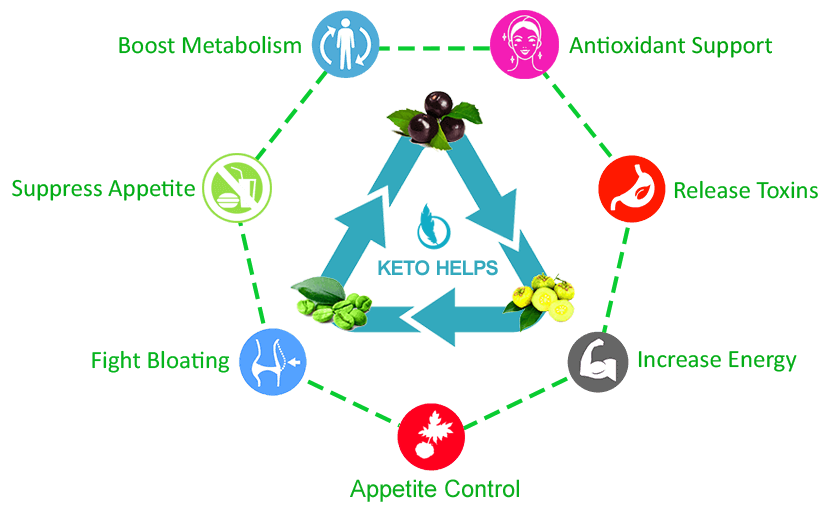 Boost Metabolism
Antioxidant Support
Suppress Appetite
Release Toxins
KETO HELPS
Fight Bloating
Increase Energy
Appetite Control